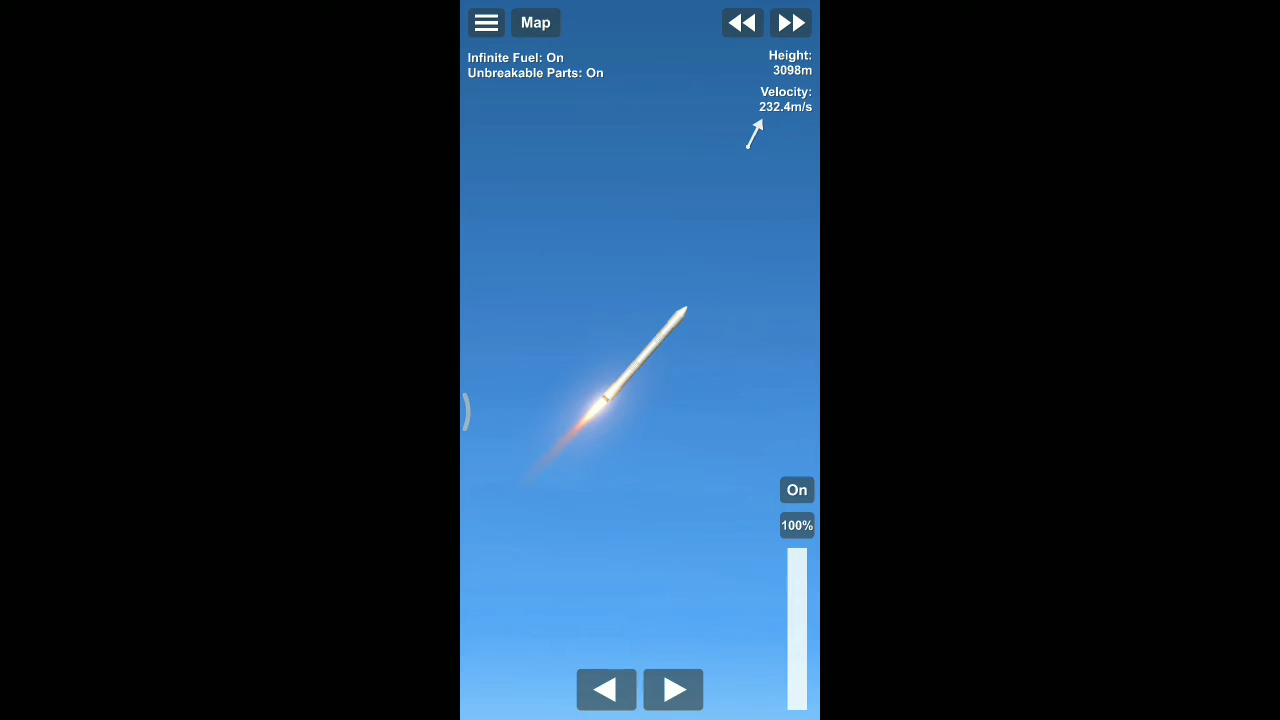 Map
Infinite Fuel: On
Unbreakable Parts: On
Height:
3098m
Velocity:
232.4m/s
On
100%